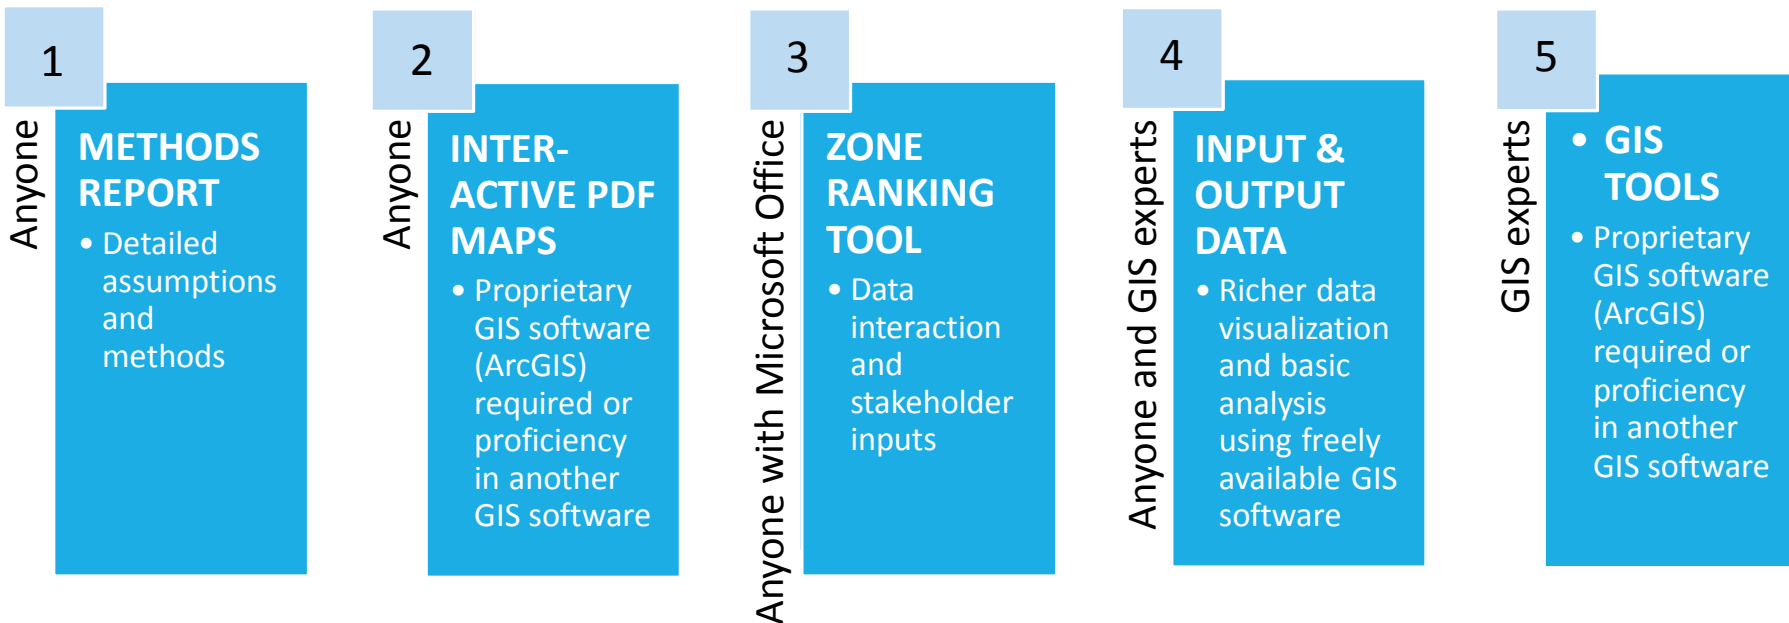 1
Anyone
METHODS
REPORT
• Detailed
assumptions
and
methods
2
Anyone
INTER-
ACTIVE PDF
MAPS
• Proprietary
GIS software
(ArcGIS)
required or
proficiency
in another
GIS software
3
Anyone with Microsoft Office
ZONE
RANKING
TOOL
• Data
interaction
and
stakeholder
inputs
4
Anyone and GIS experts
INPUT &
OUTPUT
DATA
• Richer data
visualization
and basic
analysis
using freely
available GIS
software
5
GIS experts
• GIS
TOOLS
• Proprietary
GIS software
(ArcGIS)
required or
proficiency
in another
GIS software